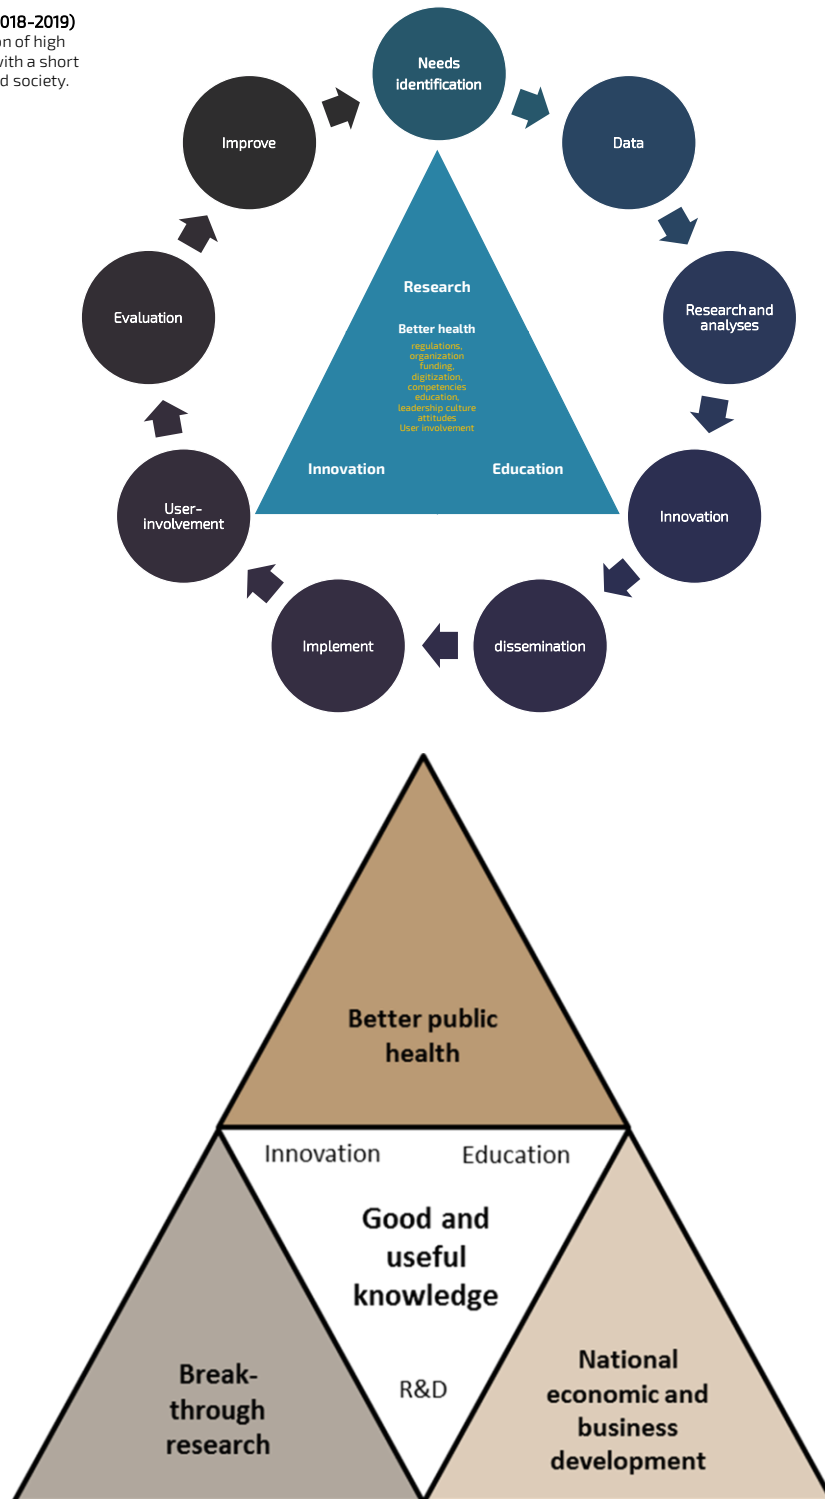 018-2019)
on of high
with a short
d society.
Needs
identification
Data
Research and
analyses
Innovation
dissemination
Implement
User-
involvement
Evaluation
Improve
Research
Better health
regulations,
organization
funding,
digitization,
competencies
education,
leadership culture
attitudes
User involvement
Innovation
Education
Better public
health
Innovation
Education
Good and
useful
knowledge
R&D
Break-
through
research
National
economic and
business
development